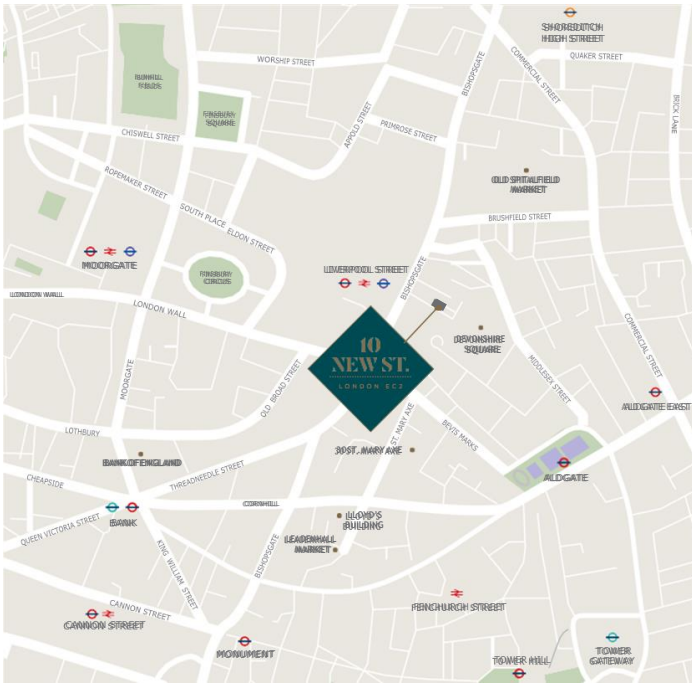 SHOREDITCH
HIGH STREET
BUNHILL
FIELDS
WORSHIP STREET
QUAKER STREET
COMMERCIAL STREET
BISHOPSGATE
BRICK LANE
FINSBURY
SQUARE
APPOLD STREET
PRIMROSE STREET
CHISWELL STREET
ROPEMAKER STREET
OLD SPITALFIELD
MARKET
SOUTH PLACE
ELDON STREET
BRUSHFIELD STREET
MOORGATE
FINSBURY
CIRCUS
LIVERPOOL STREET
BISHOPSGATE
LONDON WALL
LONDON WALL
10
NEW ST.
LONDON EC2
DEVONSHIRE
SQUARE
COMMERCIAL STREET
MIDDLESEX STREET
MOORGATE
OLD BROAD STREET
ALDGATE EAST
LOTHBURY
ST. MARY AXE
BEVIS MARKS
BANK OF ENGLAND
30 ST. MARY AXE
THREADNEEDLE STREET
CHEAPSIDE
ALDGATE
CORNHILL
BANK
QUEEN VICTORIA STREET
LLOYD'S
BUILDING
LEADENHALL
MARKET
BISHOPSGATE
KING WILLIAM STREET
CANNON STREET
CANNON STREET
FENCHURCH STREET
MONUMENT
TOWER HILL
TOWER
GATEWAY